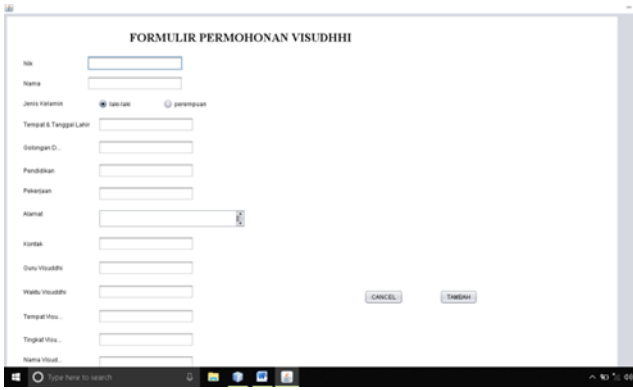 FORMULIR PERMOHONAN VISUDHHI
Nik
Nama
Jenis Kelamin laki-laki perempuan
Tempat & Tanggal Lahir
Golongan D...
Pendidikan
Pekerjaan
Alamat
Kontak
Guru Visuddhi
Waktu Visuddhi
CANCEL TAMBAH
Tempat Visu...
Tingkat Visu...
Nama Visud...
Type here to search